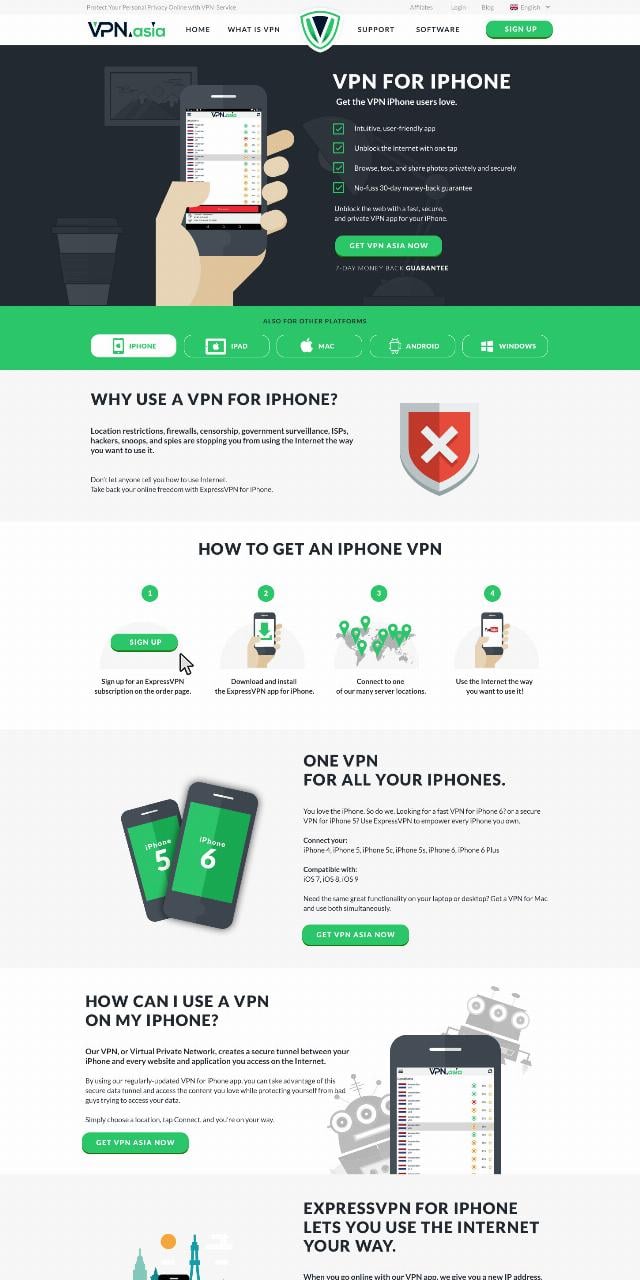 Protect Your Personal Privacy Online with VPN Service
Affliates
Login
Blog
English
VPN.asia
HOME
WHAT IS VPN
SUPPORT
SOFTWARE
SIGN UP
VPN FOR IPHONE
Get the VPN iPhone users love.
Intuitive, user-friendly app
Unblock the Internet with one tap
Browse, text, and share photos privately and securely
No-fuss 30-day money-back guarantee
Unblock the web with a fast, secure,
and private VPN app for your iPhone.
GET VPN ASIA NOW
7-DAY MONEY BACK GUARANTEE
VPN.asia
ALSO FOR OTHER PLATFORMS
IPHONE
IPAD
MAC
ANDROID
WINDOWS
WHY USE A VPN FOR IPHONE?
Location restrictions, firewalls, censorship, government surveillance, ISPs,
hackers, snoops, and spies are stopping you from using the Internet the way
you want to use it.
Don't let anyone tell you how to use Internet.
Take back your online freedom with ExpressVPN for iPhone.
HOW TO GET AN IPHONE VPN
1
2
3
4
SIGN UP
YouTube
Sign up for an ExpressVPN
subscription on the order page.
Download and install
the ExpressVPN app for iPhone.
Connect to one
of our many server locations.
Use the Internet the way
you want to use it!
iPhone
5
iPhone
6
ONE VPN
FOR ALL YOUR IPHONES.
You love the iPhone. So do we. Looking for a fast VPN for iPhone 6? or a secure
VPN for iPhone 5? Use ExpressVPN to empower every iPhone you own.
Connect your:
iPhone 4, iPhone 5, iPhone 5c, iPhone 5s, iPhone 6, iPhone 6 Plus
Compatible with:
iOS 7, iOS 8, iOS 9
Need the same great functionality on your laptop or desktop? Get a VPN for Mac
and use both simultaneously.
GET VPN ASIA NOW
HOW CAN I USE A VPN
ON MY IPHONE?
Our VPN, or Virtual Private Network, creates a secure tunnel between your
iPhone and every website and application you access on the Internet.
By using our regularly-updated VPN for iPhone app, you can take advantage of this
secure data tunnel and access the content you love while protecting yourself from bad
guys trying to access your data.
Simply choose a location, tap Connect, and you're on your way.
GET VPN ASIA NOW
VPN.asia
EXPRESSVPN FOR IPHONE
LETS YOU USE THE INTERNET
YOUR WAY.
When you go online with our VPN app, we give you a new IP address.